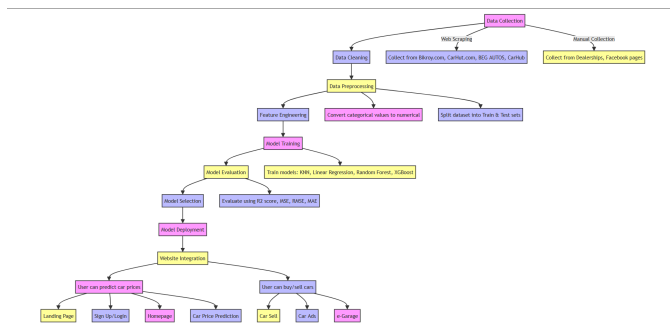 Data Collection
Web Scraping
Manual Collection
Data Cleaning
Collect from Bikroy.com, CarHut.com, BEG AUTOS, CarHub
Collect from Dealerships, Facebook pages
Data Preprocessing
Feature Engineering
Convert categorical values to numerical
Split dataset into Train & Test sets
Model Training
Model Evaluation
Train models: KNN, Linear Regression, Random Forest, XGBoost
Model Selection
Evaluate using R2 score, MSE, RMSE, MAE
Model Deployment
Website Integration
User can predict car prices
User can buy/sell cars
Landing Page
Sign Up/Login
Homepage
Car Price Prediction
Car Sell
Car Ads
e-Garage